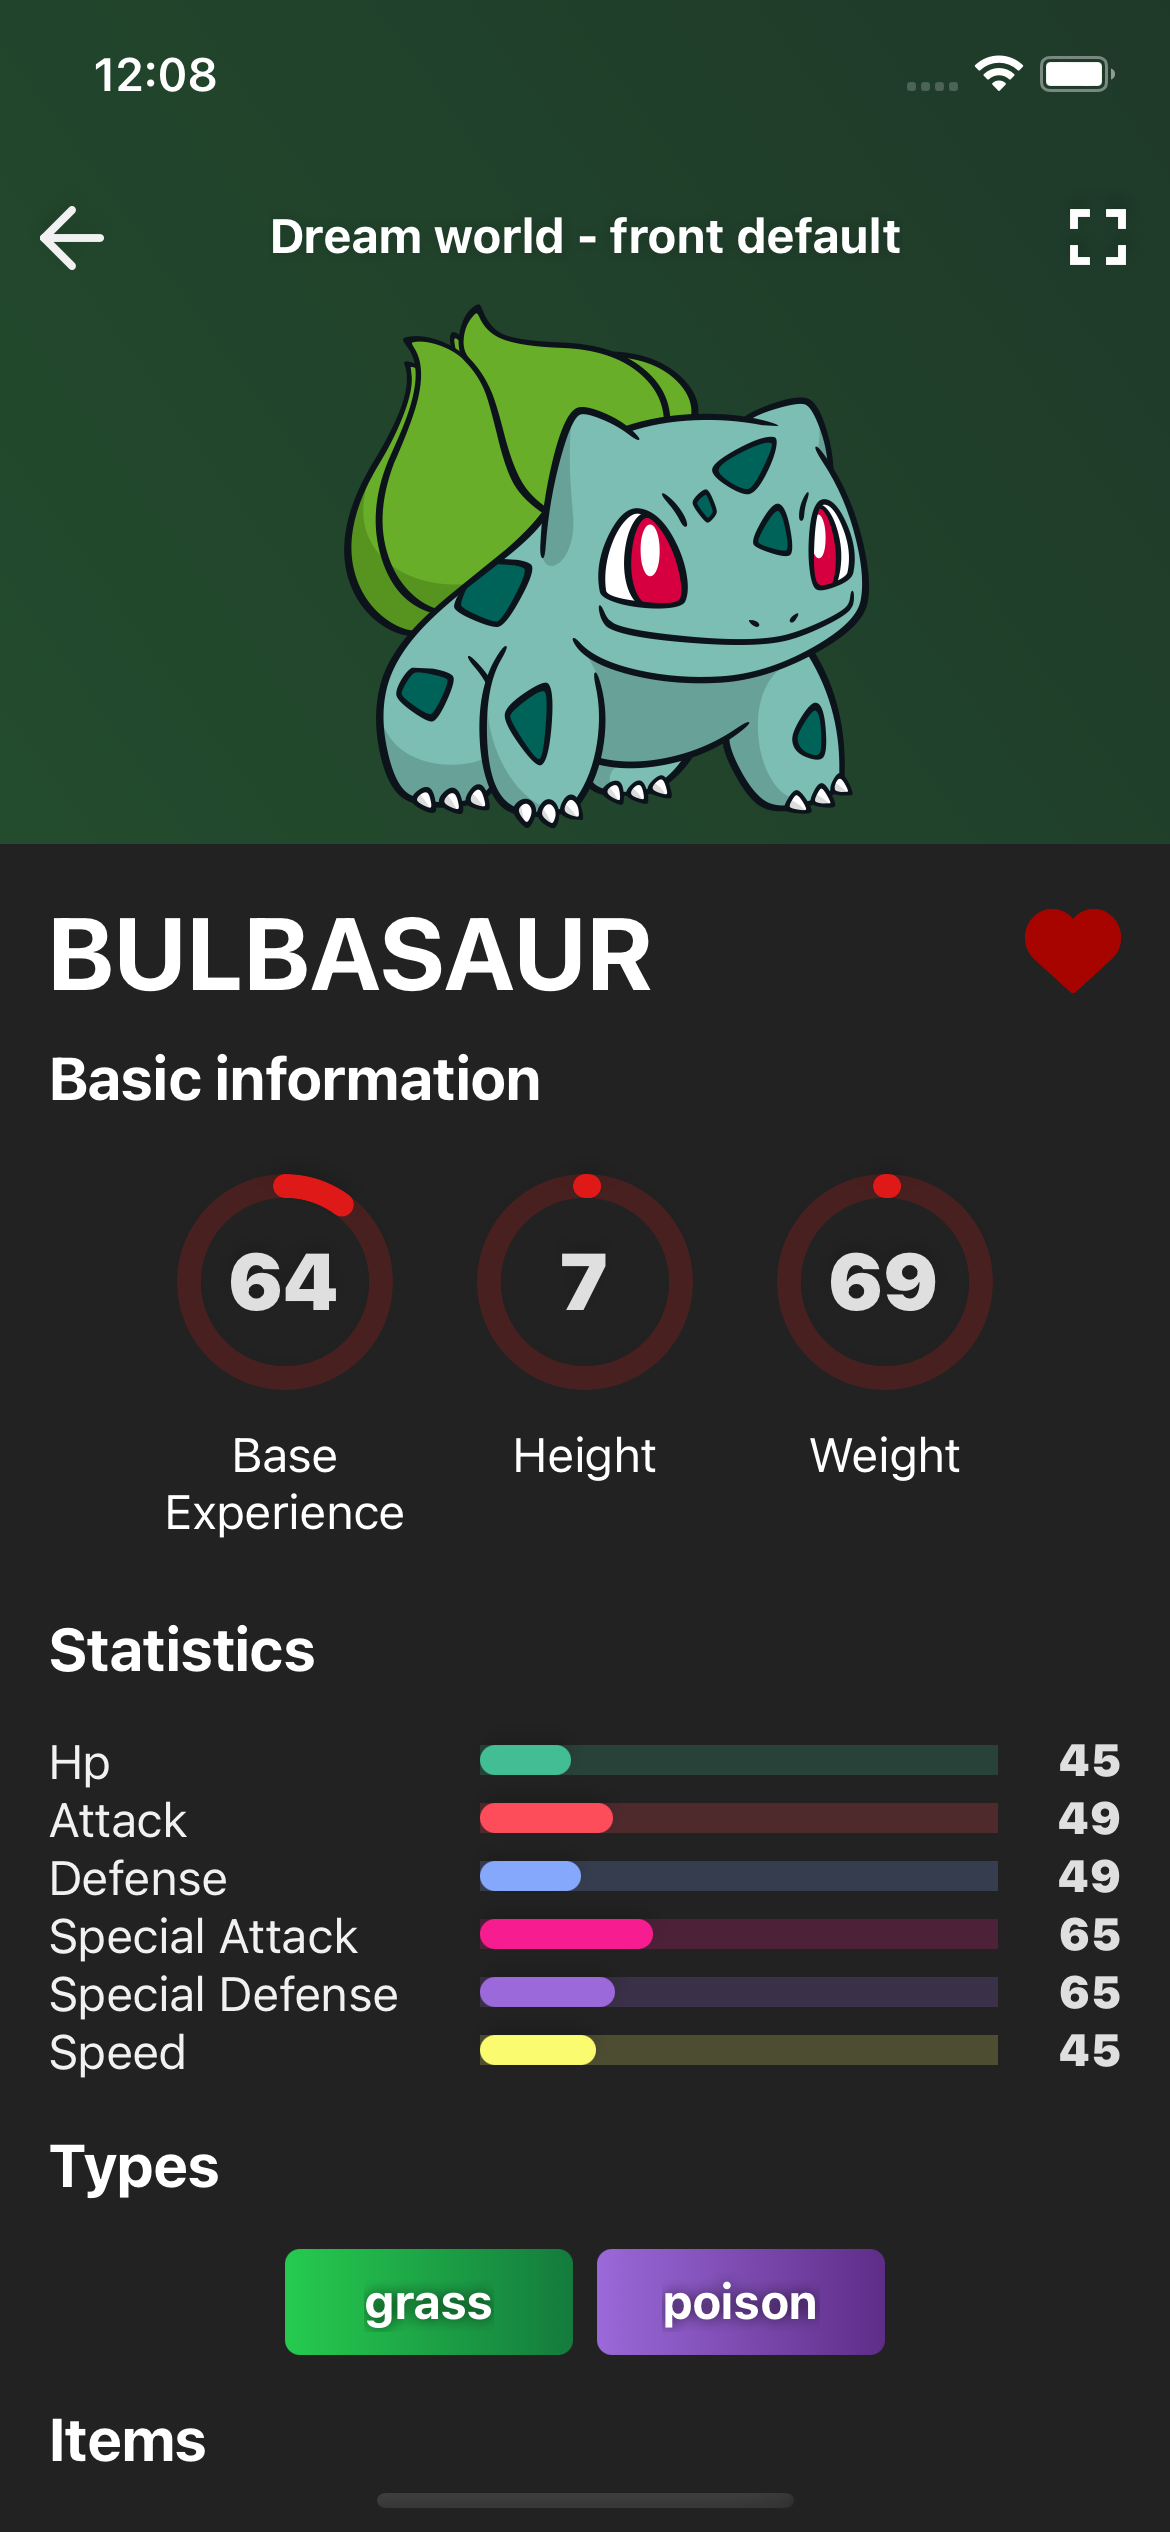 12:08
Dream world - front default
BULBASAUR
Basic information
64 7 69
Base Height Weight
Experience
Statistics
Hp 45
Attack 49
Defense 49
Special Attack 65
Special Defense 65
Speed 45
Types
grass poison
Items